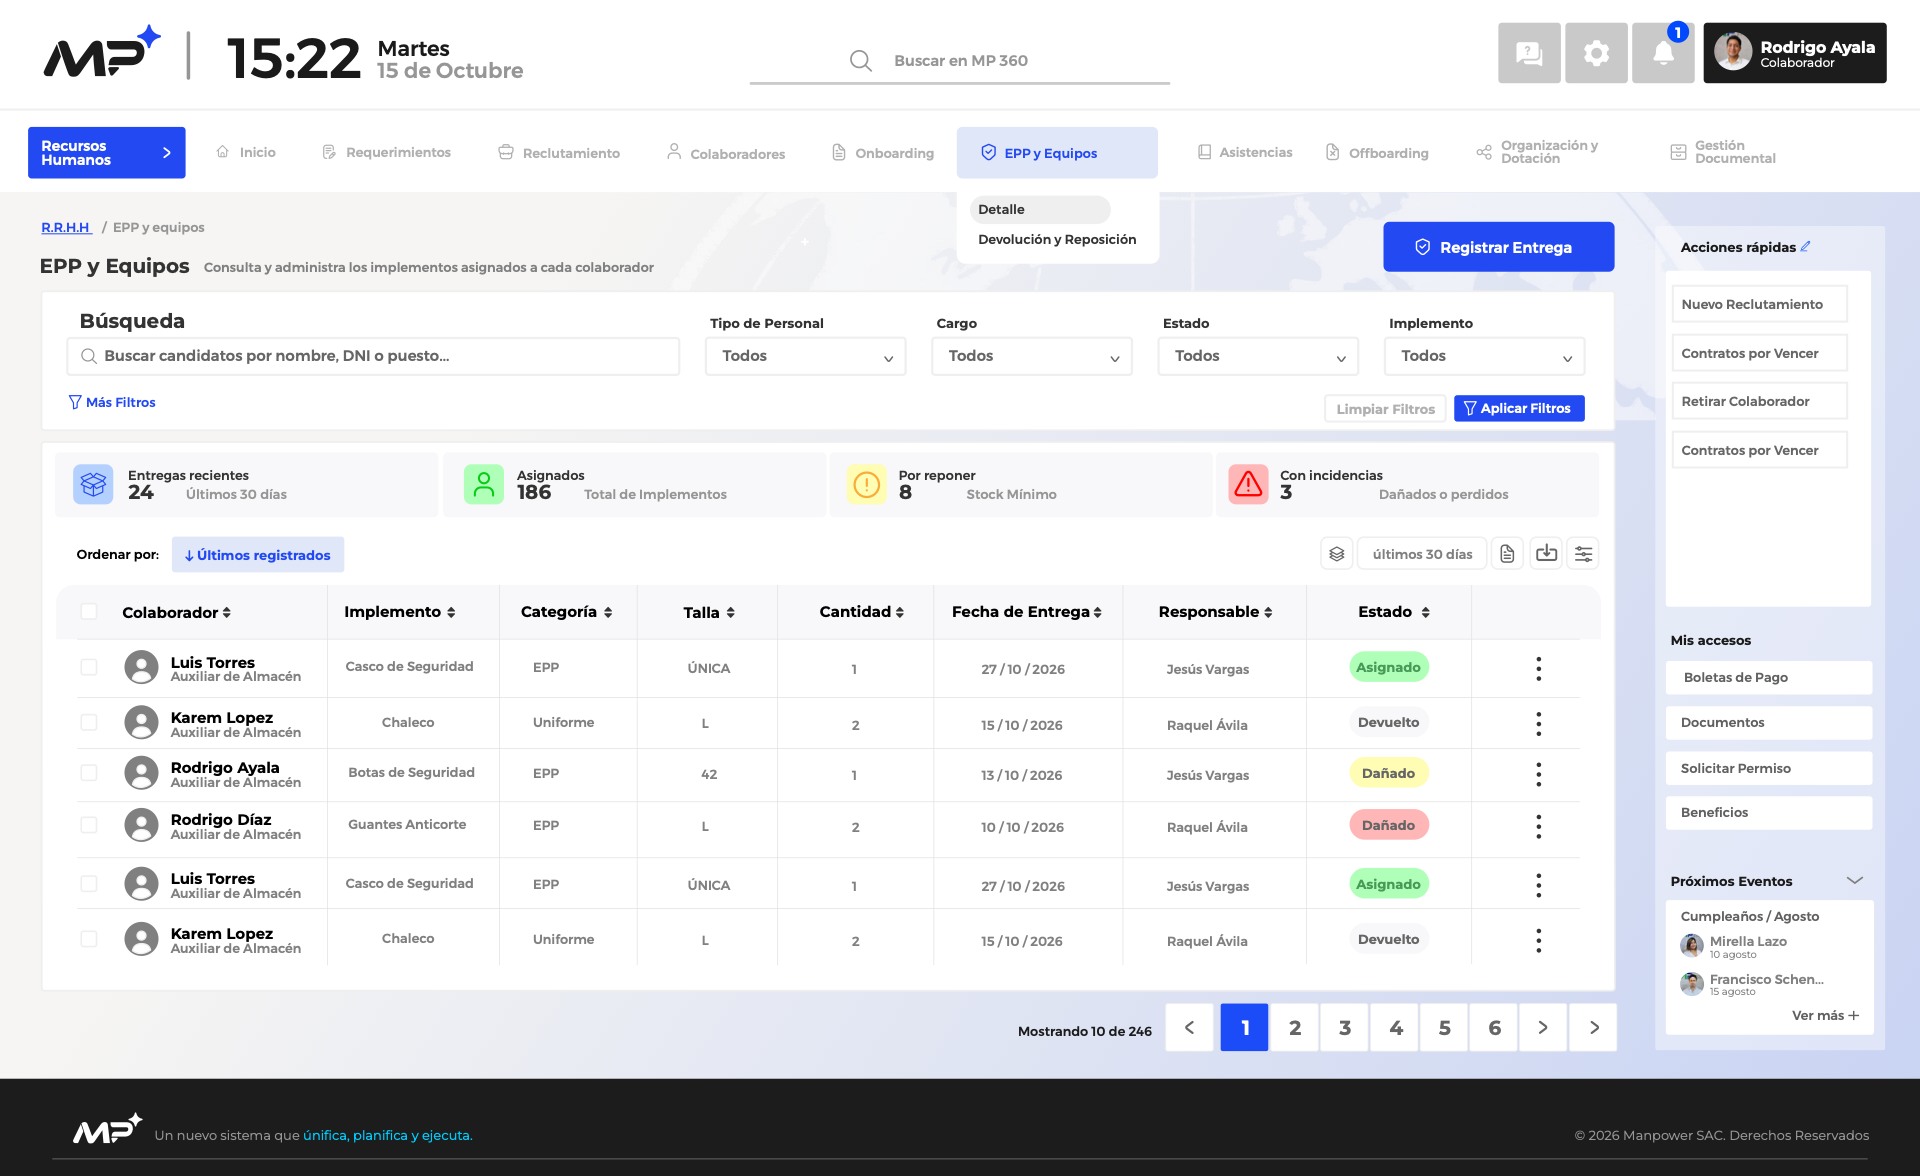 MP
15:22
Martes
15 de Octubre
Buscar en MP 360
?
1
Rodrigo Ayala
Colaborador
Recursos
Humanos
Inicio
Requerimientos
Reclutamiento
Colaboradores
Onboarding
EPP y Equipos
Asistencias
Offboarding
Organización y
Dotación
Gestión
Documental
Detalle
Devolución y Reposición
R.R.H.H / EPP y equipos
EPP y Equipos
Consulta y administra los implementos asignados a cada colaborador
Registrar Entrega
Búsqueda
Buscar candidatos por nombre, DNI o puesto...
Tipo de Personal
Todos
Cargo
Todos
Estado
Todos
Implemento
Todos
Más Filtros
Limpiar Filtros
Aplicar Filtros
Entregas recientes
24 Últimos 30 días
Asignados
186 Total de Implementos
Por reponer
8 Stock Mínimo
Con incidencias
3 Dañados o perdidos
Ordenar por:
↓ Últimos registrados
últimos 30 días
Colaborador Implemento Categoría Talla Cantidad Fecha de Entrega Responsable Estado
Luis Torres
Auxiliar de Almacén
Casco de Seguridad EPP ÚNICA 1 27 / 10 / 2026 Jesús Vargas Asignado
Karem Lopez
Auxiliar de Almacén
Chaleco Uniforme L 2 15 / 10 / 2026 Raquel Ávila Devuelto
Rodrigo Ayala
Auxiliar de Almacén
Botas de Seguridad EPP 42 1 13 / 10 / 2026 Jesús Vargas Dañado
Rodrigo Díaz
Auxiliar de Almacén
Guantes Anticorte EPP L 2 10 / 10 / 2026 Raquel Ávila Dañado
Luis Torres
Auxiliar de Almacén
Casco de Seguridad EPP ÚNICA 1 27 / 10 / 2026 Jesús Vargas Asignado
Karem Lopez
Auxiliar de Almacén
Chaleco Uniforme L 2 15 / 10 / 2026 Raquel Ávila Devuelto
Mostrando 10 de 246
< 1 2 3 4 5 6 > >
Acciones rápidas
Nuevo Reclutamiento
Contratos por Vencer
Retirar Colaborador
Contratos por Vencer
Mis accesos
Boletas de Pago
Documentos
Solicitar Permiso
Beneficios
Próximos Eventos
Cumpleaños / Agosto
Mirella Lazo
10 agosto
Francisco Schen...
15 agosto
Ver más +
MP
Un nuevo sistema que únifica, planifica y ejecuta.
© 2026 Manpower SAC. Derechos Reservados